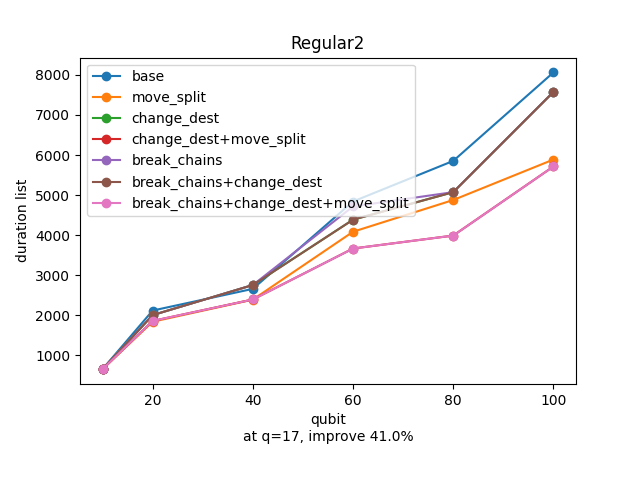 Regular2
base
move_split
change_dest
change_dest+move_split
break_chains
break_chains+change_dest
break_chains+change_dest+move_split
8000
7000
6000
5000
4000
3000
2000
1000
duration list
20 40 60 80 100
qubit
at q=17, improve 41.0%